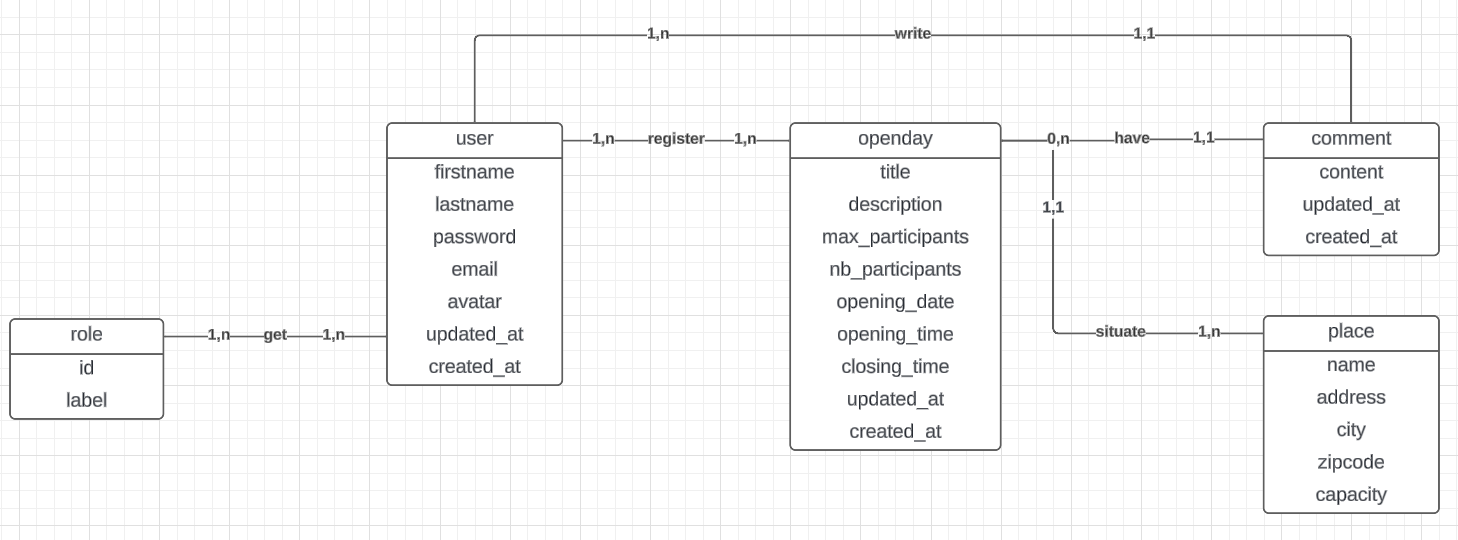 1,n write 1,1
user
firstname
lastname
password
email
avatar
updated_at
created_at
1,n register 1,n
openday
title
description
max_participants
nb_participants
opening_date
opening_time
closing_time
updated_at
created_at
0,n have 1,1
comment
content
updated_at
created_at
1,1
situate 1,n
place
name
address
city
zipcode
capacity
role
id
label
1,n get 1,n